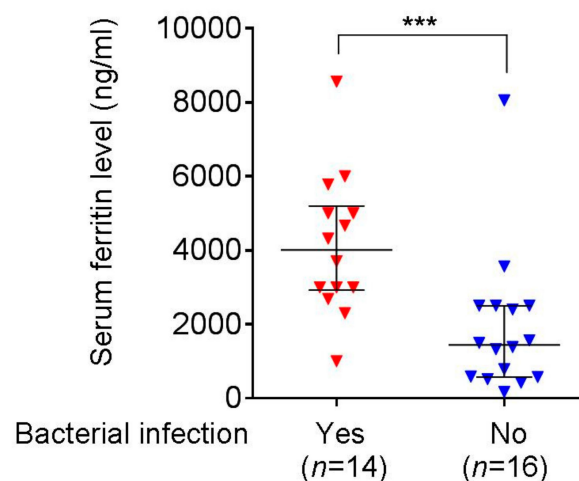 Serum ferritin level (ng/ml)
10000
8000
6000
4000
2000
0
***
Bacterial infection Yes No
(n=14) (n=16)